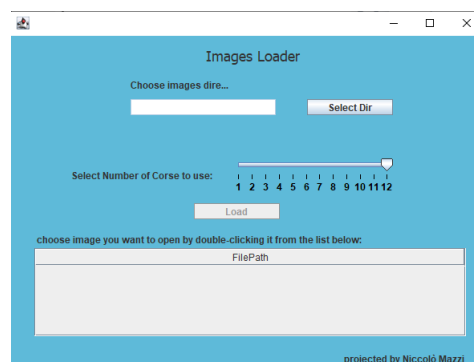 Images Loader
Choose images dire...
Select Dir
Select Number of Corse to use:
1 2 3 4 5 6 7 8 9 10 11 12
Load
choose image you want to open by double-clicking it from the list below:
FilePath
projected by Niccolò Mazzi